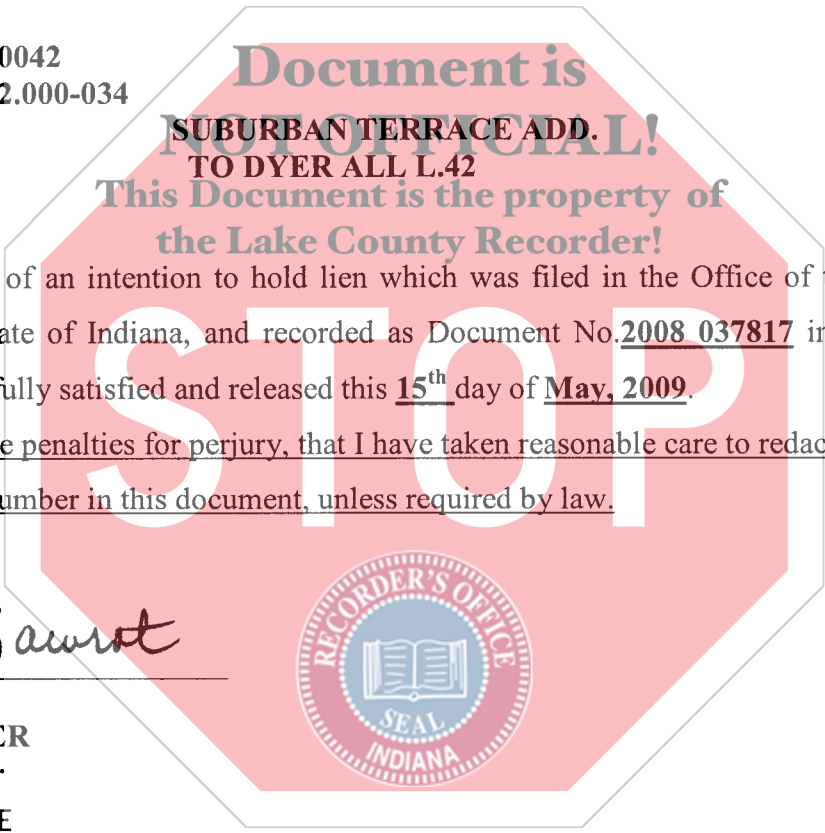 0042
Document is
2.000-034
SUBURBAN TERRACE ADD.
NOT OFFICIAL!
TO DYER ALL L.42
This Document is the property of
the Lake County Recorder!
of an intention to hold lien which was filed in the Office of
ate of Indiana, and recorded as Document No.2008 037817 in
fully satisfied and released this 15th day of May, 2009.
e penalties for perjury, that I have taken reasonable care to redac
umber in this document, unless required by law.
STOP
RECORDER'S OFFICE
SEAL
INDIANA
ER
E